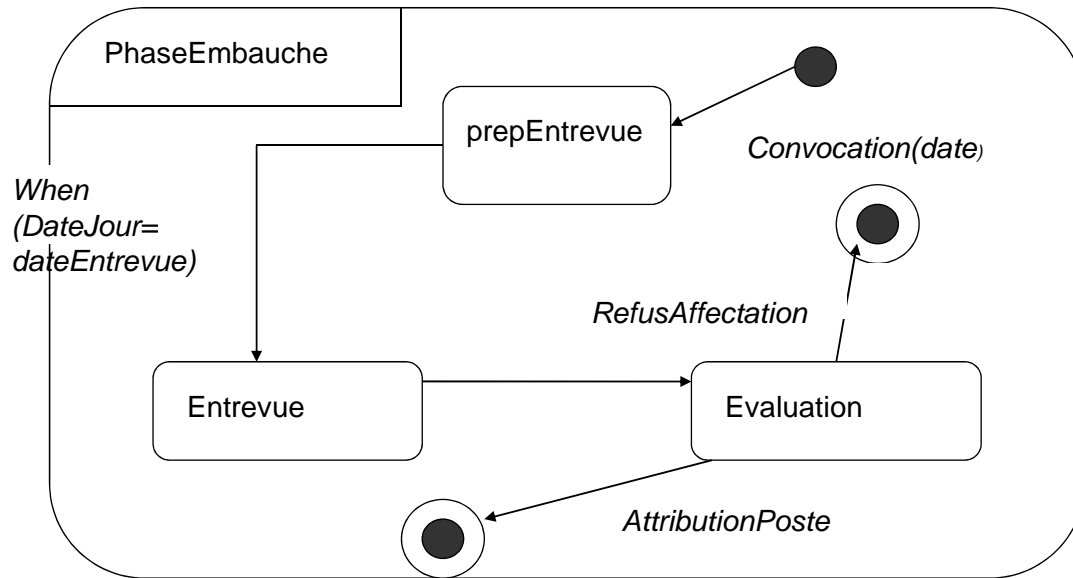 PhaseEmbauche
prepEntrevue
Convocation(date)
When
(DateJour=
dateEntrevue)
RefusAffectation
Entrevue
Evaluation
AttributionPoste